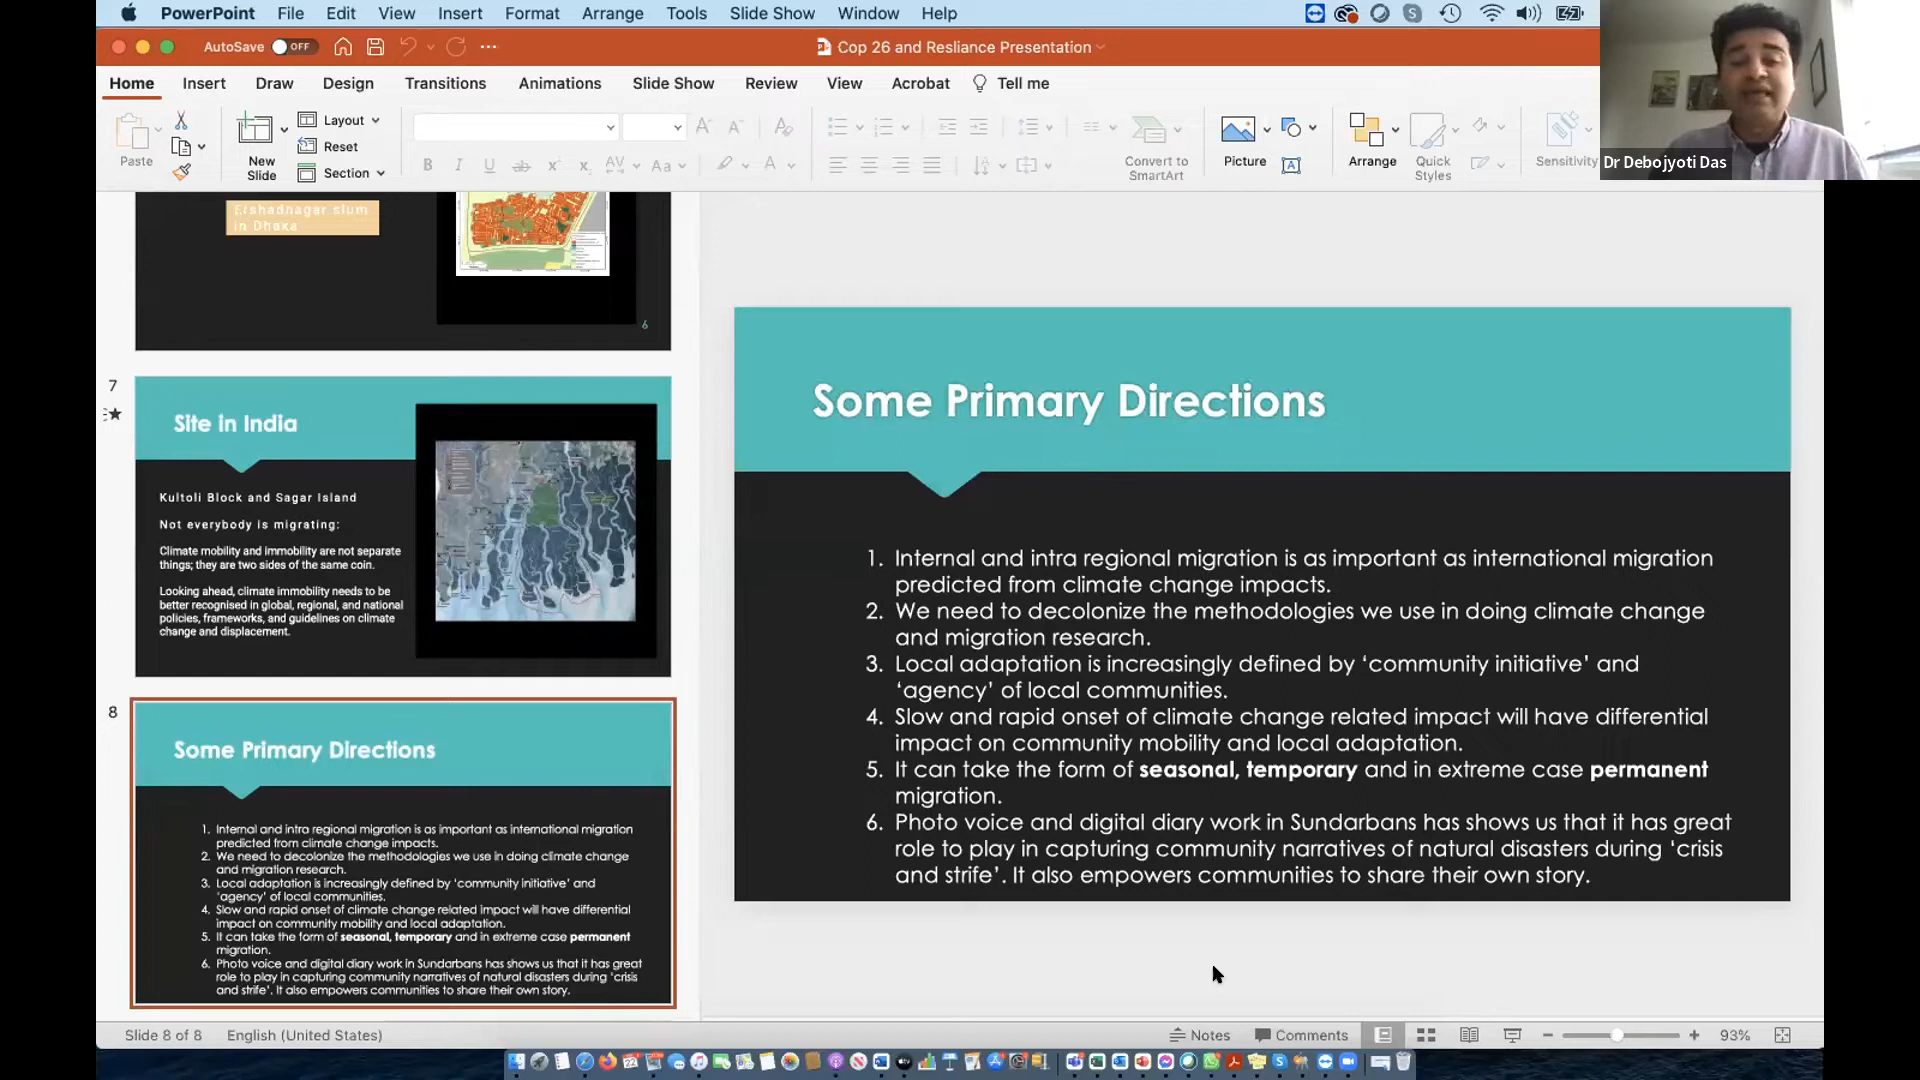 PowerPoint File Edit View Insert Format Arrange Tools Slide Show Window Help
AutoSave OFF Cop 26 and Resliance Presentation
Home Insert Draw Design Transitions Animations Slide Show Review View Acrobat Tell me
Paste
New
Slide
Layout
Reset
Section
Convert to
SmartArt
Picture
Arrange
Quick
Styles
Sensitivity
Dr Debojyoti Das
Ershadnagar slum
in Dhaka
6
7
Site in India
Kultoli Block and Sagar Island
Not everybody is migrating:
Climate mobility and immobility are not separate
things; they are two sides of the same coin.
Looking ahead, climate immobility needs to be
better recognised in global, regional, and national
policies, frameworks, and guidelines on climate
change and displacement.
8
Some Primary Directions
1. Internal and intra regional migration is as important as international migration
predicted from climate change impacts.
2. We need to decolonize the methodologies we use in doing climate change
and migration research.
3. Local adaptation is increasingly defined by ‘community initiative’ and
‘agency’ of local communities.
4. Slow and rapid onset of climate change related impact will have differential
impact on community mobility and local adaptation.
5. It can take the form of seasonal, temporary and in extreme case permanent
migration.
6. Photo voice and digital diary work in Sundarbans has shows us that it has great
role to play in capturing community narratives of natural disasters during ‘crisis
and strife’. It also empowers communities to share their own story.
Some Primary Directions
1. Internal and intra regional migration is as important as international migration
predicted from climate change impacts.
2. We need to decolonize the methodologies we use in doing climate change
and migration research.
3. Local adaptation is increasingly defined by ‘community initiative’ and
‘agency’ of local communities.
4. Slow and rapid onset of climate change related impact will have differential
impact on community mobility and local adaptation.
5. It can take the form of seasonal, temporary and in extreme case permanent
migration.
6. Photo voice and digital diary work in Sundarbans has shows us that it has great
role to play in capturing community narratives of natural disasters during ‘crisis
and strife’. It also empowers communities to share their own story.
Slide 8 of 8 English (United States) Notes Comments 93%